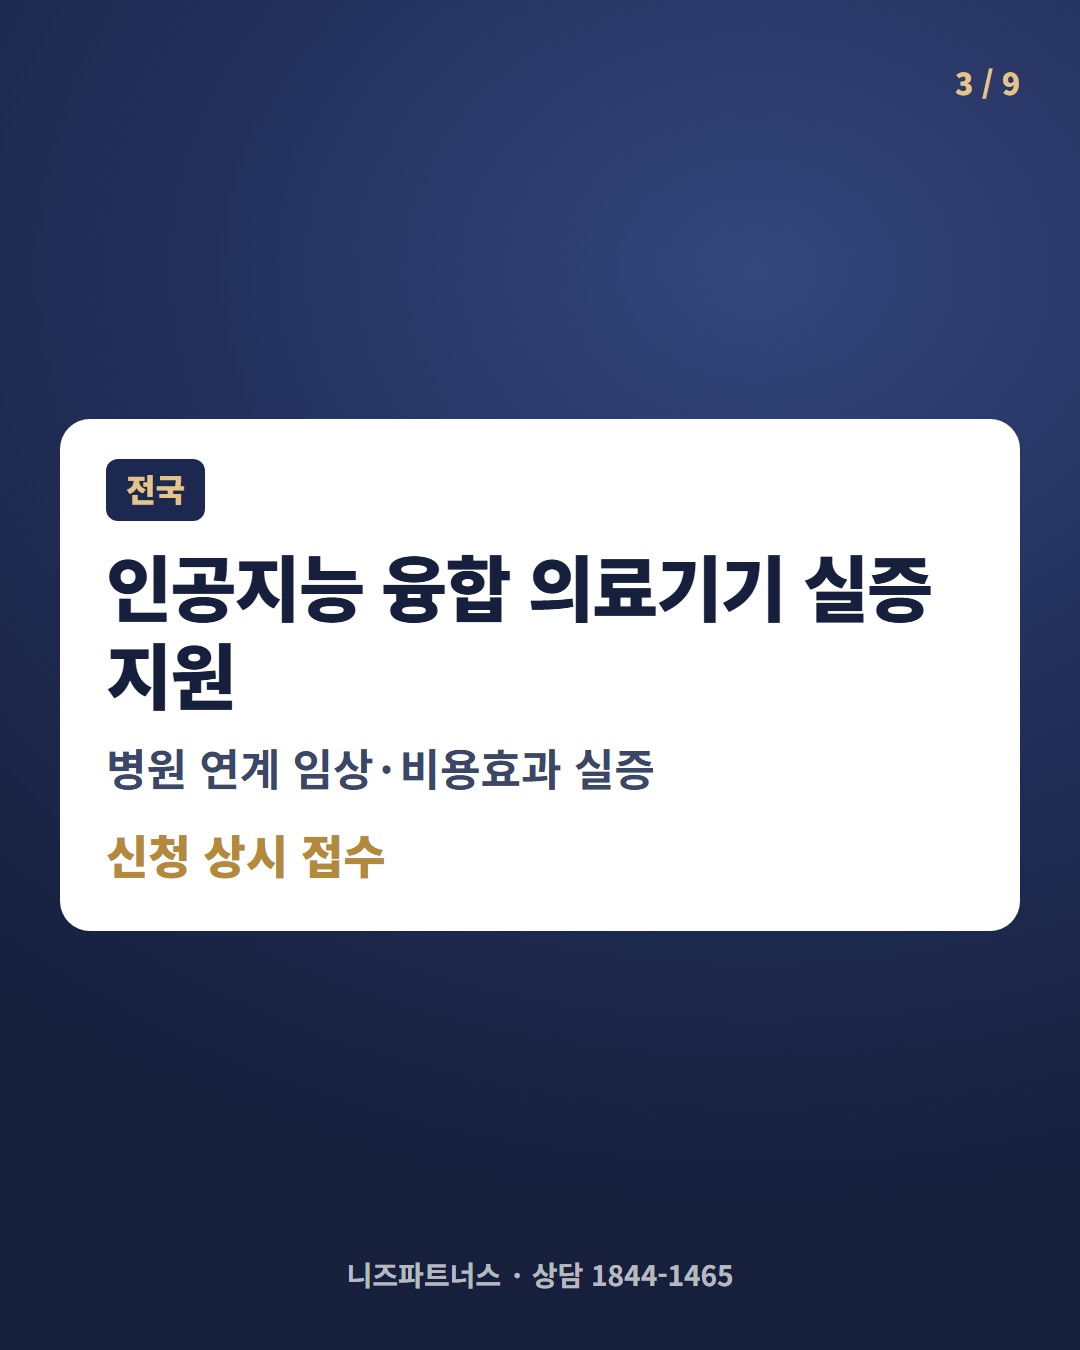 3 / 9
전국
인공지능 융합 의료기기 실증
지원
병원 연계 임상·비용효과 실증
신청 상시 접수
니즈파트너스 · 상담 1844-1465